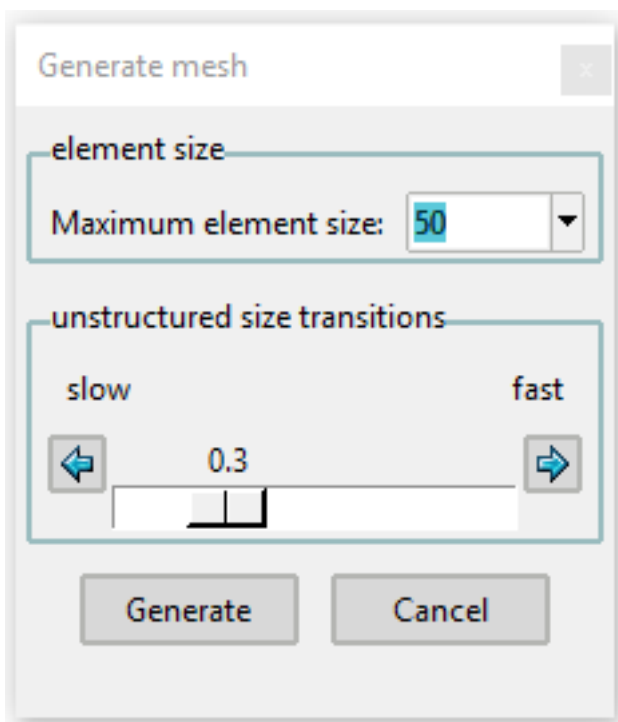 Generate mesh x
element size
Maximum element size: 50
unstructured size transitions
slow fast
0.3
Generate Cancel